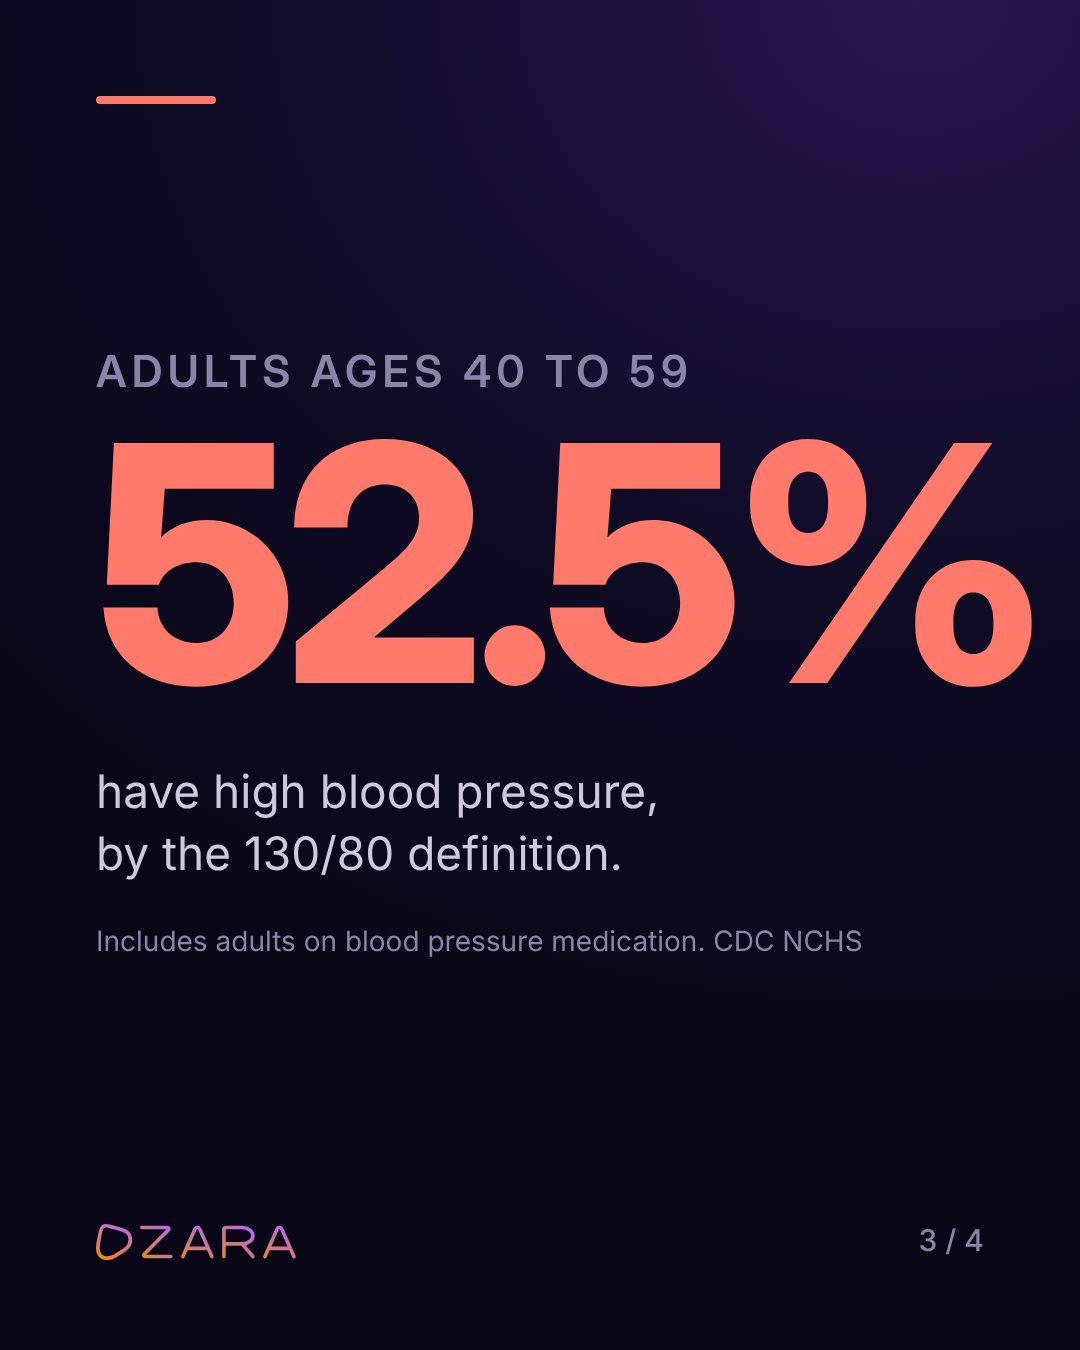 ADULTS AGES 40 TO 59
52.5%
have high blood pressure,
by the 130/80 definition.
Includes adults on blood pressure medication. CDC NCHS
DZARA
3 / 4